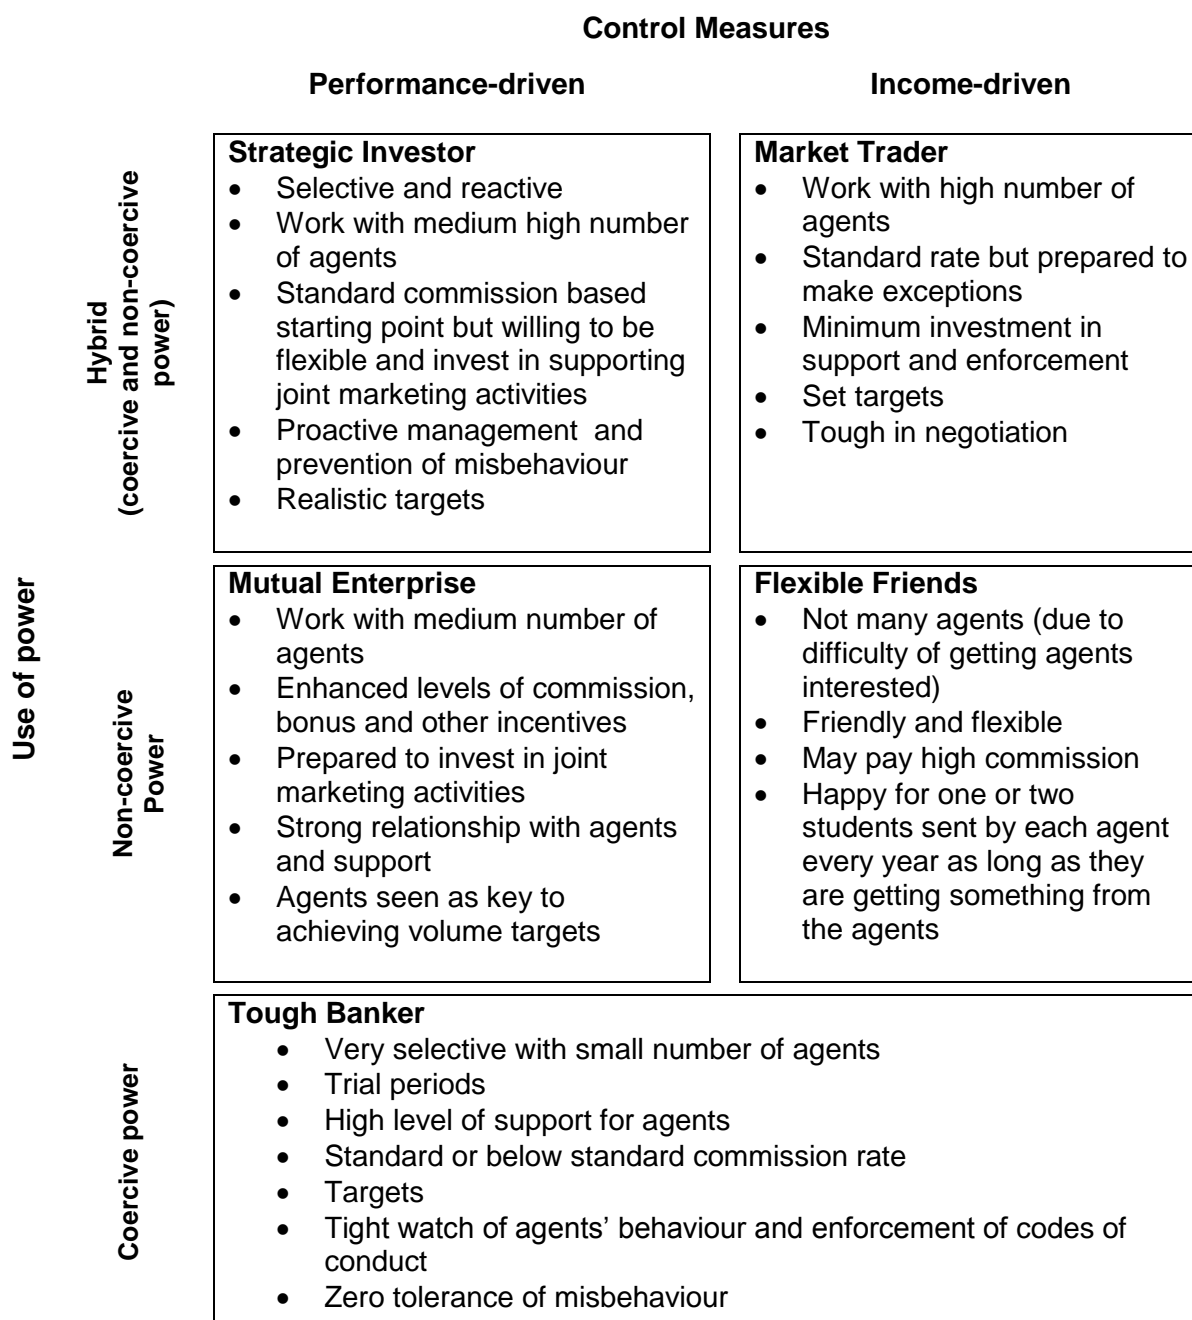 Control Measures
Performance-driven
Income-driven
Use of power
Hybrid
(coercive and non-coercive
power)
Strategic Investor
• Selective and reactive
• Work with medium high number
of agents
• Standard commission based
starting point but willing to be
flexible and invest in supporting
joint marketing activities
• Proactive management and
prevention of misbehaviour
• Realistic targets
Market Trader
• Work with high number of
agents
• Standard rate but prepared to
make exceptions
• Minimum investment in
support and enforcement
• Set targets
• Tough in negotiation
Non-coercive
Power
Mutual Enterprise
• Work with medium number of
agents
• Enhanced levels of commission,
bonus and other incentives
• Prepared to invest in joint
marketing activities
• Strong relationship with agents
and support
• Agents seen as key to
achieving volume targets
Flexible Friends
• Not many agents (due to
difficulty of getting agents
interested)
• Friendly and flexible
• May pay high commission
• Happy for one or two
students sent by each agent
every year as long as they
are getting something from
the agents
Coercive power
Tough Banker
• Very selective with small number of agents
• Trial periods
• High level of support for agents
• Standard or below standard commission rate
• Targets
• Tight watch of agents’ behaviour and enforcement of codes of
conduct
• Zero tolerance of misbehaviour